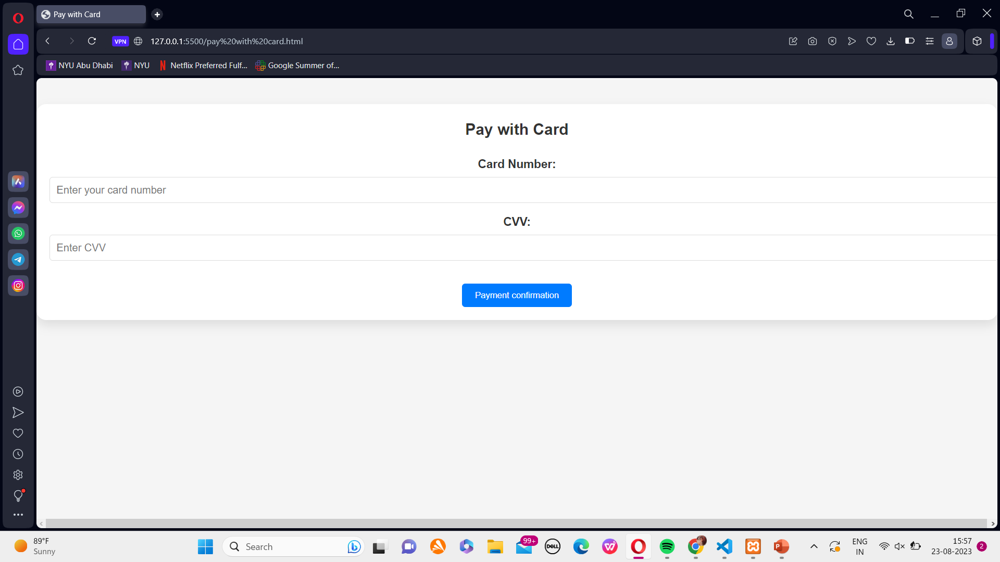 Pay with Card
VPN
127.0.0.1:5500/pay%20with%20card.html
NYU Abu Dhabi
NYU
Netflix Preferred Fulf...
Google Summer of...
Pay with Card
Card Number:
Enter your card number
CVV:
Enter CVV
Payment confirmation
89°F
Sunny
Search
99+
DELL
ENG
IN
15:57
23-08-2023
2